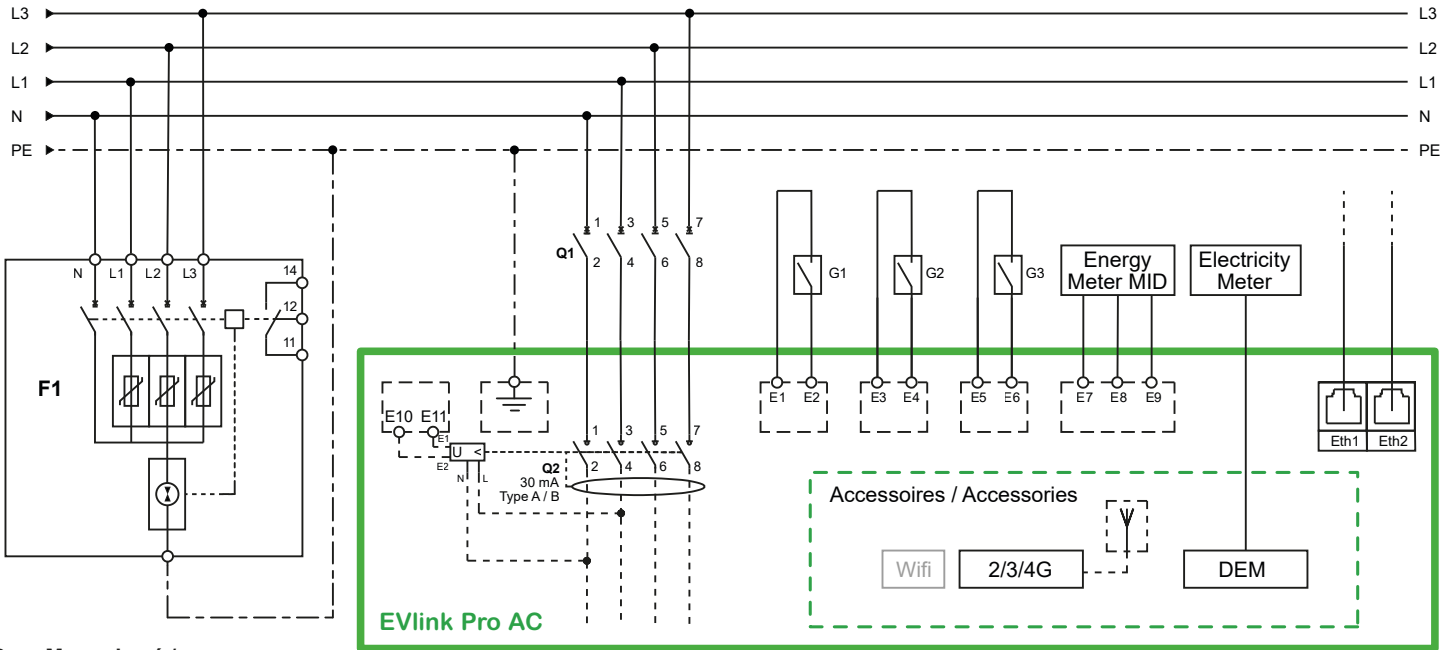 L3 L3
L2 L2
L1 L1
N N
PE PE
1 3 5 7
Q1
2 4 6 8
G1 G2 G3
Energy
Meter MID
Electricity
Meter
N L1 L2 L3 14
12
11
F1
E10 E11
E1
E2
U <
N L
1 3 5 7
Q2
2 4 6 8
30 mA
Type A / B
E1 E2 E3 E4 E5 E6 E7 E8 E9
Eth1 Eth2
Accessoires / Accessories
Wifi 2/3/4G DEM
EVlink Pro AC